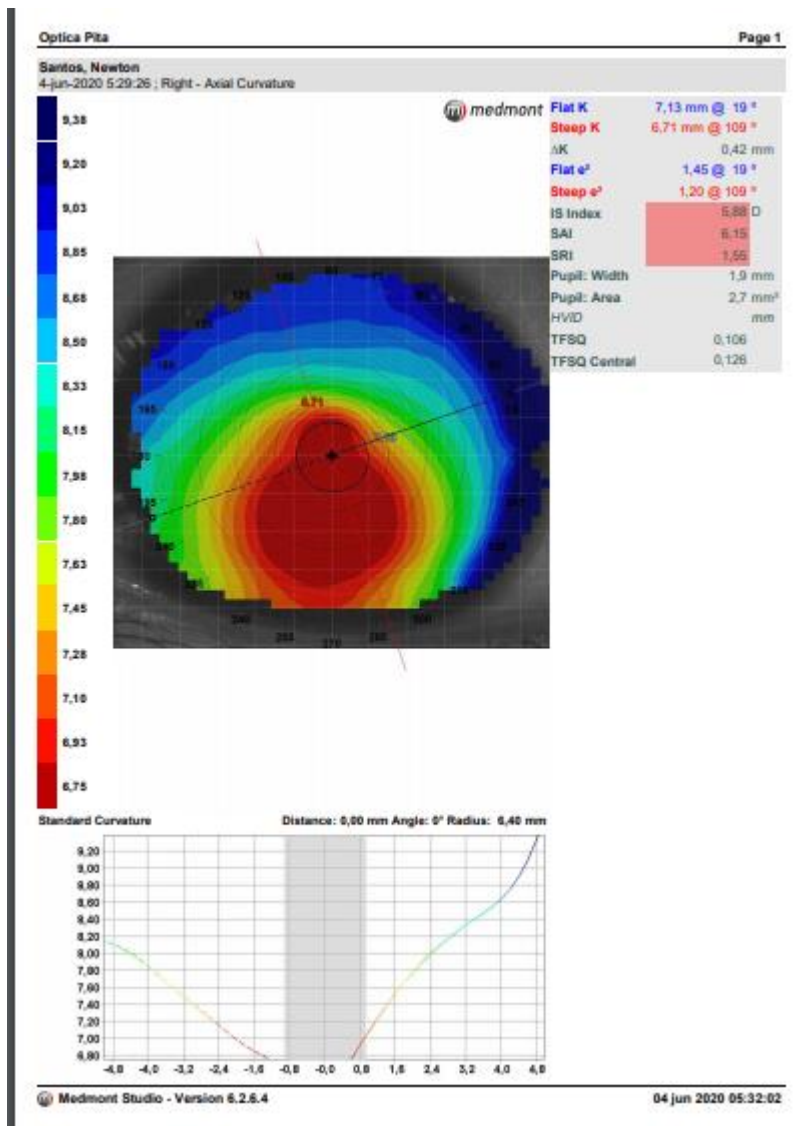 Optica Pita Page 1
Santos, Newton
4-jun-2020 5:29:26 ; Right - Axial Curvature
medmont
Flat K 7,13 mm @ 19 °
Steep K 6,71 mm @ 109 °
ΔK 0,42 mm
Flat e² 1,45 @ 19 °
Steep e² 1,20 @ 109 °
IS Index 5,88 D
SAI 6,15
SRI 1,55
Pupil: Width 1,9 mm
Pupil: Area 2,7 mm²
HVID mm
TFSQ 0,106
TFSQ Central 0,126
9,38
9,20
9,03
8,85
8,68
8,50
8,33
8,15
7,98
7,80
7,63
7,45
7,28
7,10
6,93
6,75
6,71
240
270
300
Standard Curvature Distance: 0,00 mm Angle: 0° Radius: 6,40 mm
9,20
9,00
8,80
8,60
8,40
8,20
8,00
7,80
7,60
7,40
7,20
7,00
6,80
-4,8 -4,0 -3,2 -2,4 -1,6 -0,8 -0,0 0,8 1,6 2,4 3,2 4,0 4,8
Medmont Studio - Version 6.2.6.4 04 jun 2020 05:32:02